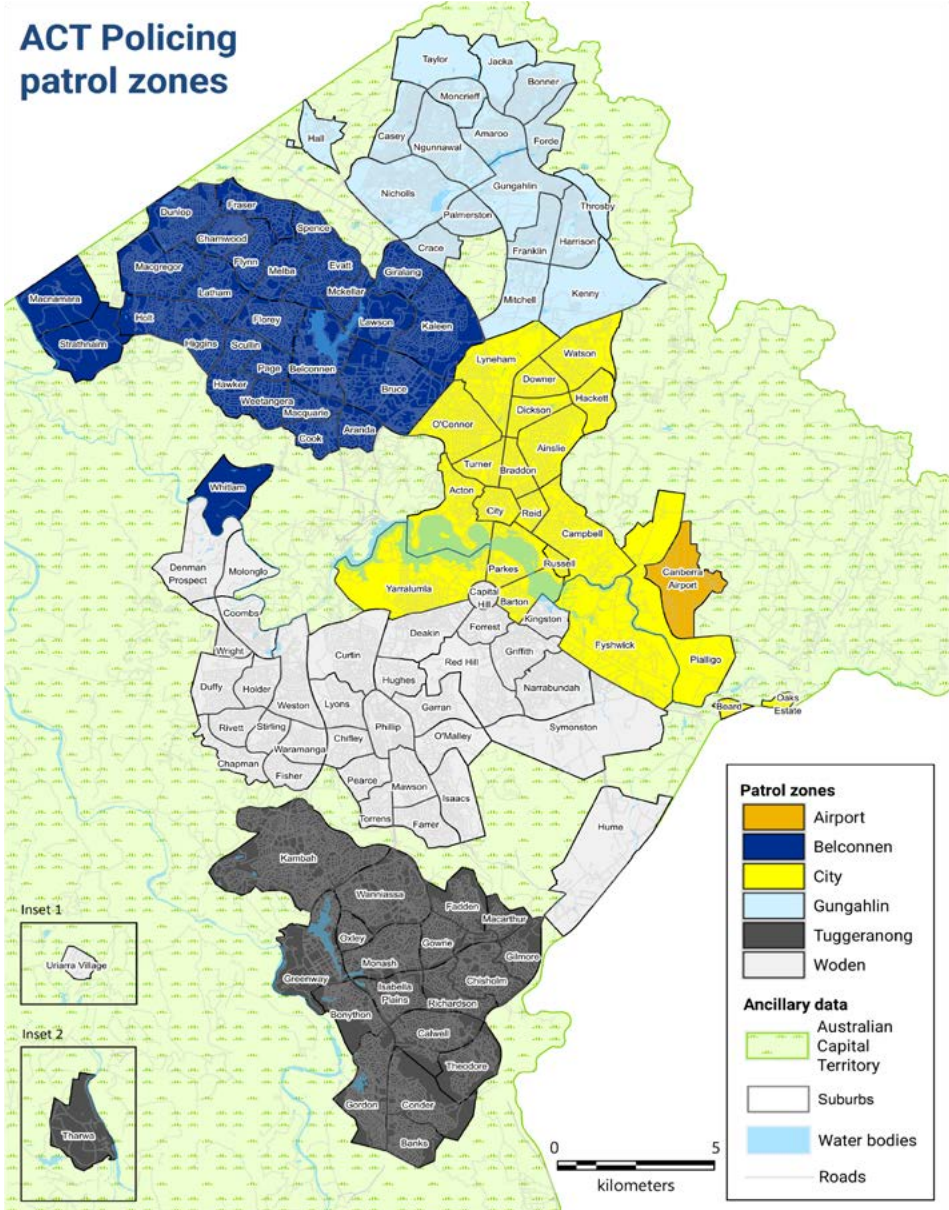 ACT Policing
patrol zones
Taylor
Jacka
Bonner
Moncrieff
Hall
Casey
Amaroo
Forde
Ngunnawal
Nicholls
Gungahlin
Throsby
Palmerston
Crace
Franklin
Harrison
Mitchell
Kenny
Dunlop
Fraser
Spence
Charnwood
Macgregor
Flynn
Melba
Evatt
Giralang
Mckellar
Macnamara
Latham
Holt
Florey
Lawson
Kaleen
Strathnairn
Higgins
Scullin
Page
Belconnen
Hawker
Weetangera
Bruce
Macquarie
Cook
Aranda
Whitlam
Lyneham
Watson
Downer
Hackett
Dickson
O'Connor
Ainslie
Turner
Braddon
Acton
City
Reid
Campbell
Parkes
Russell
Canberra
Airport
Yarralumla
Capital
Hill
Barton
Fyshwick
Pialligo
Beard
Oaks
Estate
Denman
Prospect
Molonglo
Coombs
Wright
Deakin
Forrest
Kingston
Curtin
Griffith
Red Hill
Duffy
Holder
Hughes
Narrabundah
Weston
Lyons
Garran
Rivett
Stirling
Phillip
Symonston
Chifley
O'Malley
Waramanga
Chapman
Fisher
Pearce
Mawson
Isaacs
Torrens
Farrer
Hume
Kambah
Wanniassa
Fadden
Macarthur
Oxley
Gowrie
Gilmore
Monash
Greenway
Isabella
Plains
Chisholm
Richardson
Bonython
Calwell
Theodore
Gordon
Conder
Banks
Inset 1
Uriarra Village
Inset 2
Tharwa
0 5
kilometers
Patrol zones
Airport
Belconnen
City
Gungahlin
Tuggeranong
Woden
Ancillary data
Australian
Capital
Territory
Suburbs
Water bodies
Roads